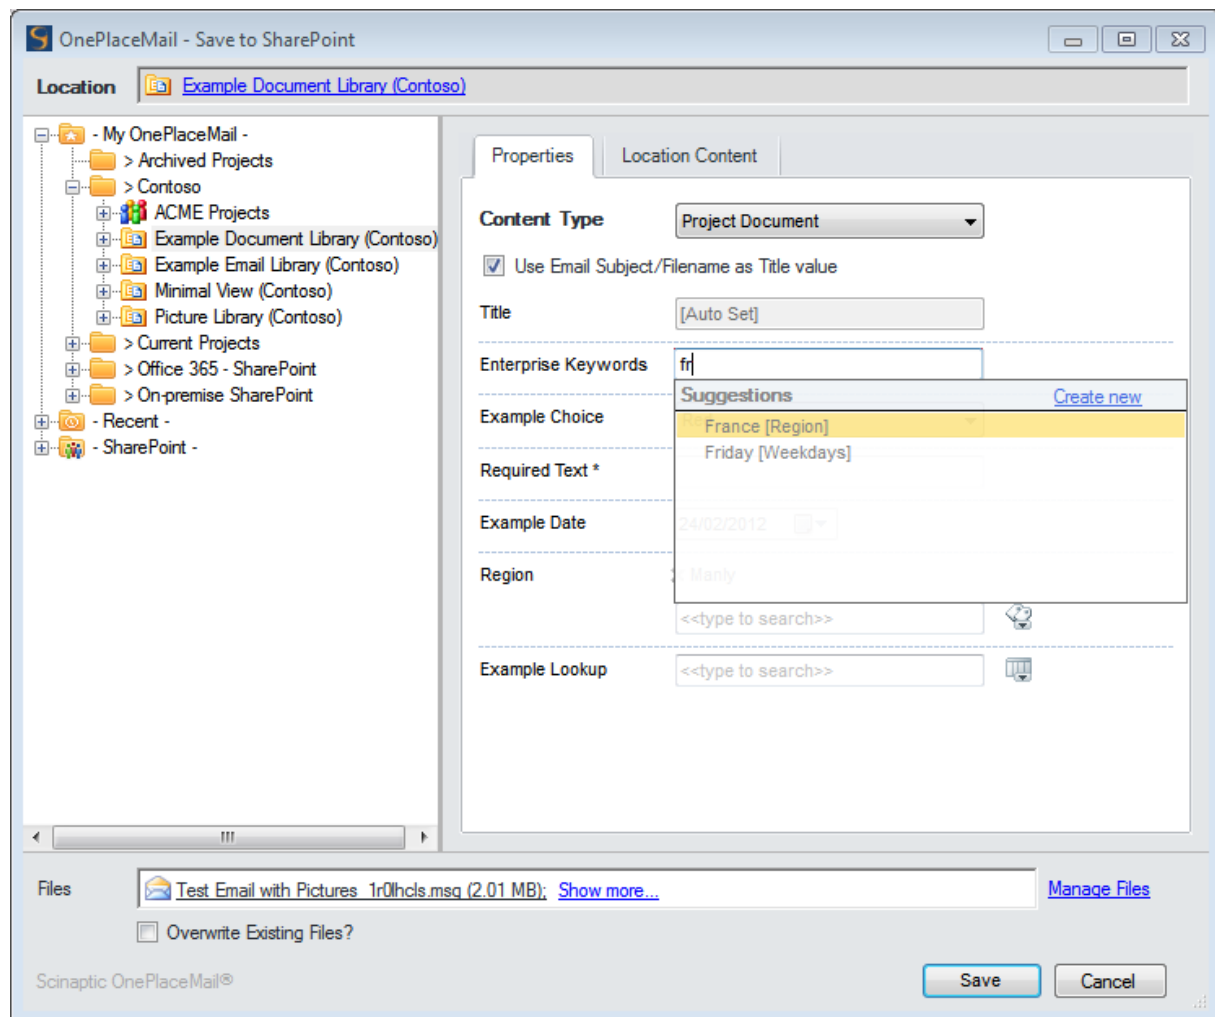 OnePlaceMail - Save to SharePoint
Location Example Document Library (Contoso)
- My OnePlaceMail -
> Archived Projects
> Contoso
ACME Projects
Example Document Library (Contoso)
Example Email Library (Contoso)
Minimal View (Contoso)
Picture Library (Contoso)
> Current Projects
> Office 365 - SharePoint
> On-premise SharePoint
- Recent -
- SharePoint -
Properties Location Content
Content Type Project Document
Use Email Subject/Filename as Title value
Title [Auto Set]
Enterprise Keywords fr
Suggestions Create new
Example Choice
France [Region]
Friday [Weekdays]
Required Text *
Example Date 24/02/2012
Region Manly
<<type to search>>
Example Lookup <<type to search>>
Files Test Email with Pictures_1r0lhcls.msg (2.01 MB); Show more... Manage Files
Overwrite Existing Files?
Scinaptic OnePlaceMail® Save Cancel